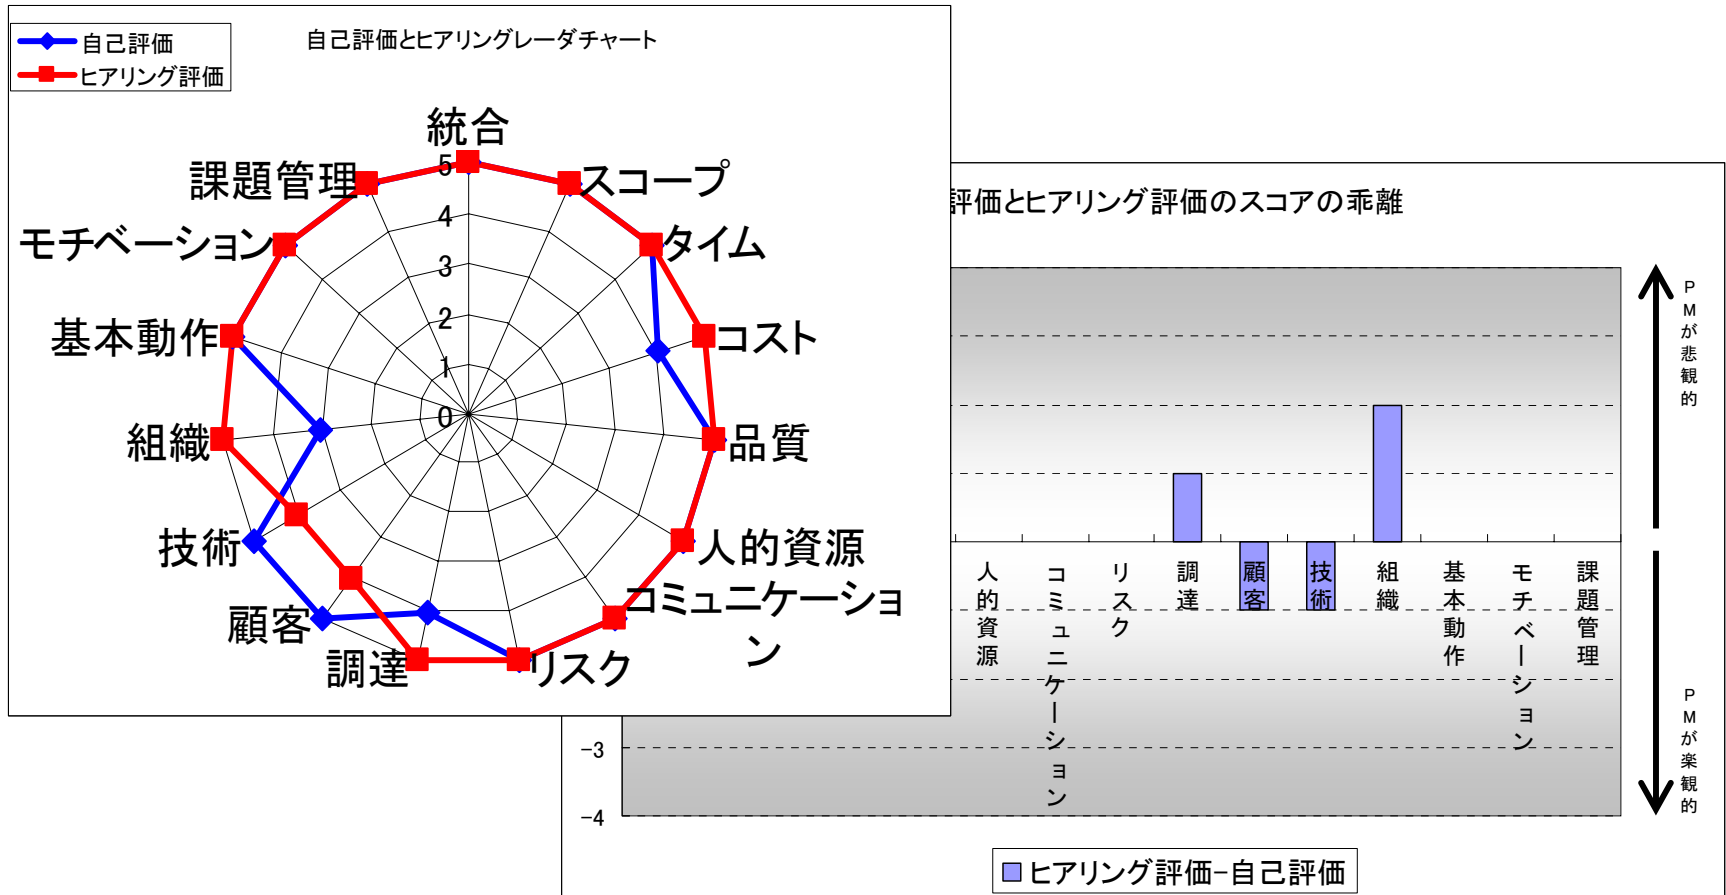 自己評価
ヒアリング評価
自己評価とヒアリングレーダチャート
統合
スコープ
タイム
コスト
品質
人的資源
コミュニケーショ
ン
リスク
調達
顧客
技術
組織
基本動作
モチベーション
課題管理
5
4
3
2
1
0
評価とヒアリング評価のスコアの乖離
人的資源
コミュニケーション
リスク
調達
顧客
技術
組織
基本動作
モチベーション
課題管理
-3
-4
PMが悲観的
PMが楽観的
ヒアリング評価-自己評価